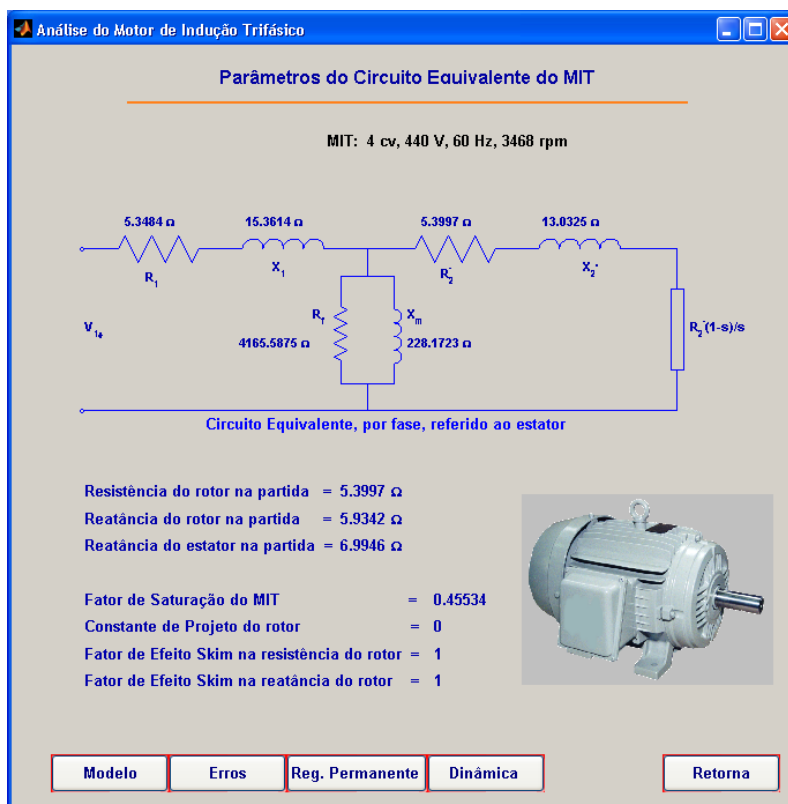 Análise do Motor de Indução Trifásico
Parâmetros do Circuito Equivalente do MIT
MIT: 4 cv, 440 V, 60 Hz, 3468 rpm
5.3484 Ω 15.3614 Ω 5.3997 Ω 13.0325 Ω
R1 X1 R2' X2'
Rf Xm
V1ɸ R2'(1-s)/s
4165.5875 Ω 228.1723 Ω
Circuito Equivalente, por fase, referido ao estator
Resistência do rotor na partida = 5.3997 Ω
Reatância do rotor na partida = 5.9342 Ω
Reatância do estator na partida = 6.9946 Ω
Fator de Saturação do MIT = 0.45534
Constante de Projeto do rotor = 0
Fator de Efeito Skim na resistência do rotor = 1
Fator de Efeito Skim na reatância do rotor = 1
Modelo Erros Reg. Permanente Dinâmica Retorna